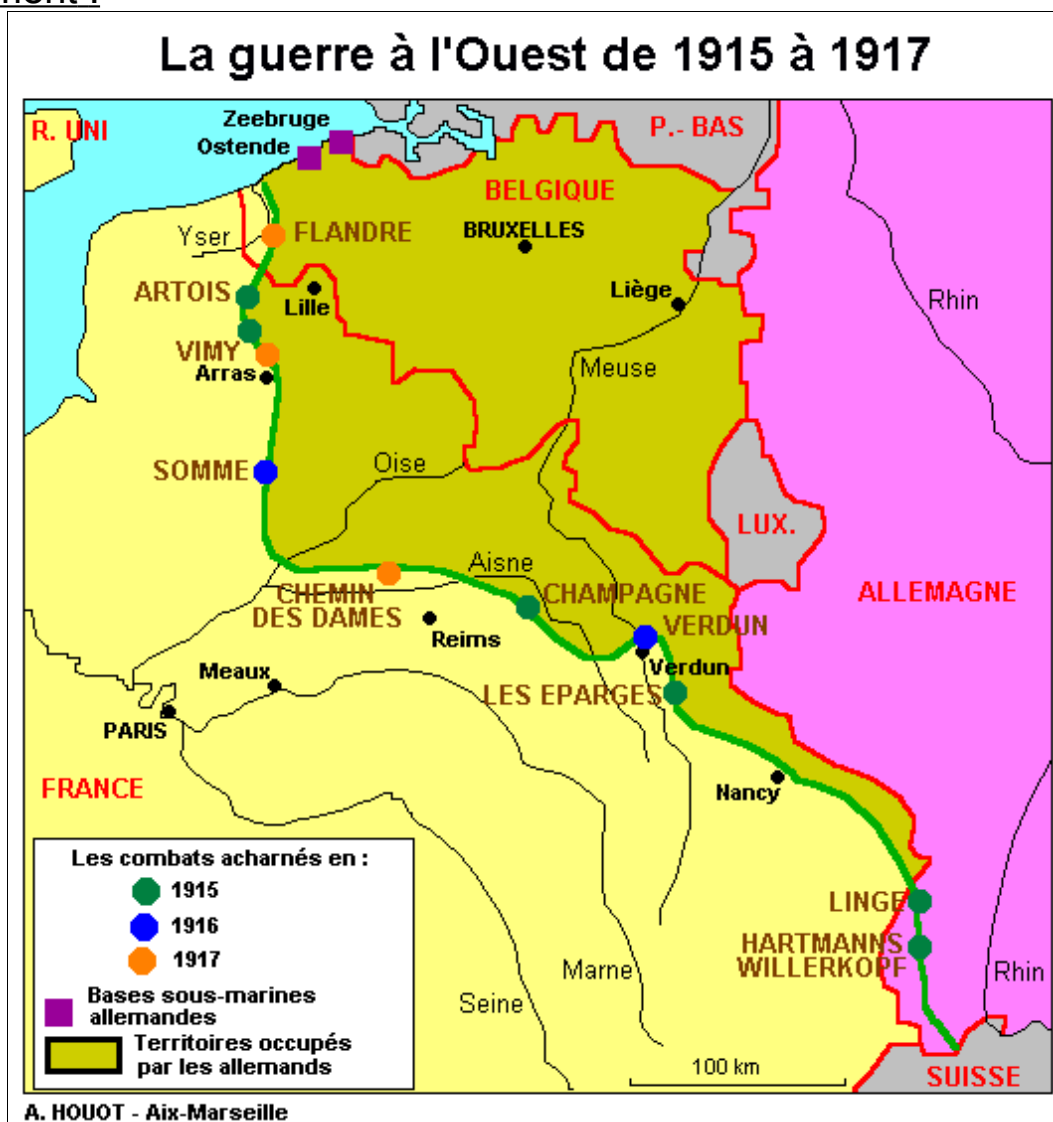 ment :
La guerre à l'Ouest de 1915 à 1917
R. UNI
Zeebruge
Ostende
P.- BAS
BELGIQUE
Yser
FLANDRE
BRUXELLES
ARTOIS
Lille
Liège
Rhin
VIMY
Arras
Meuse
SOMME
Oise
LUX.
Aisne
CHEMIN
DES DAMES
CHAMPAGNE
ALLEMAGNE
Reims
VERDUN
Verdun
Meaux
LES EPARGES
PARIS
Nancy
FRANCE
LINGE
HARTMANNS
WILLERKOPF
Marne
Seine
Rhin
100 km
SUISSE
Les combats acharnés en :
1915
1916
1917
Bases sous-marines
allemandes
Territoires occupés
par les allemands
A. HOUOT - Aix-Marseille